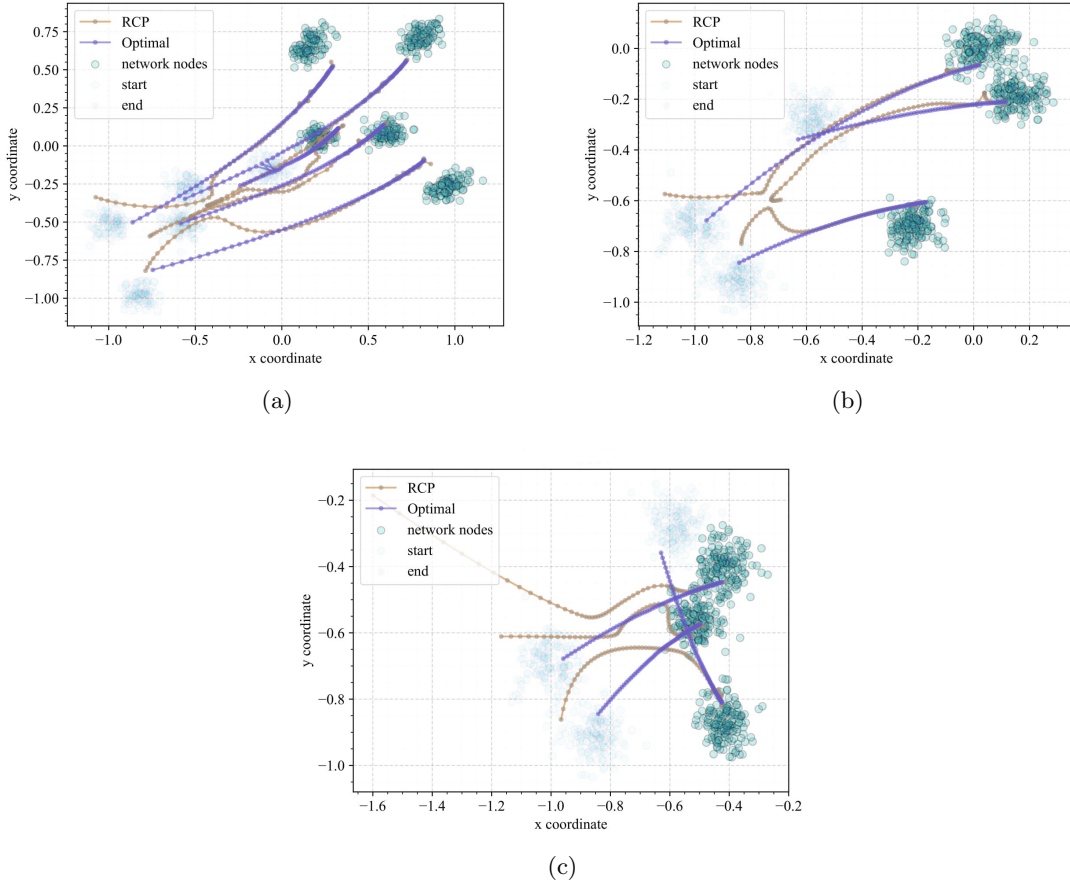 RCP
Optimal
network nodes
start
end
0.75
0.50
0.25
0.00
−0.25
−0.50
−0.75
−1.00
y coordinate
−1.0
−0.5
0.0
0.5
1.0
x coordinate
(a)
RCP
Optimal
network nodes
start
end
0.0
−0.2
−0.4
−0.6
−0.8
−1.0
y coordinate
−1.2
−1.0
−0.8
−0.6
−0.4
−0.2
0.0
0.2
x coordinate
(b)
RCP
Optimal
network nodes
start
end
−0.2
−0.4
−0.6
−0.8
−1.0
y coordinate
−1.6
−1.4
−1.2
−1.0
−0.8
−0.6
−0.4
−0.2
x coordinate
(c)